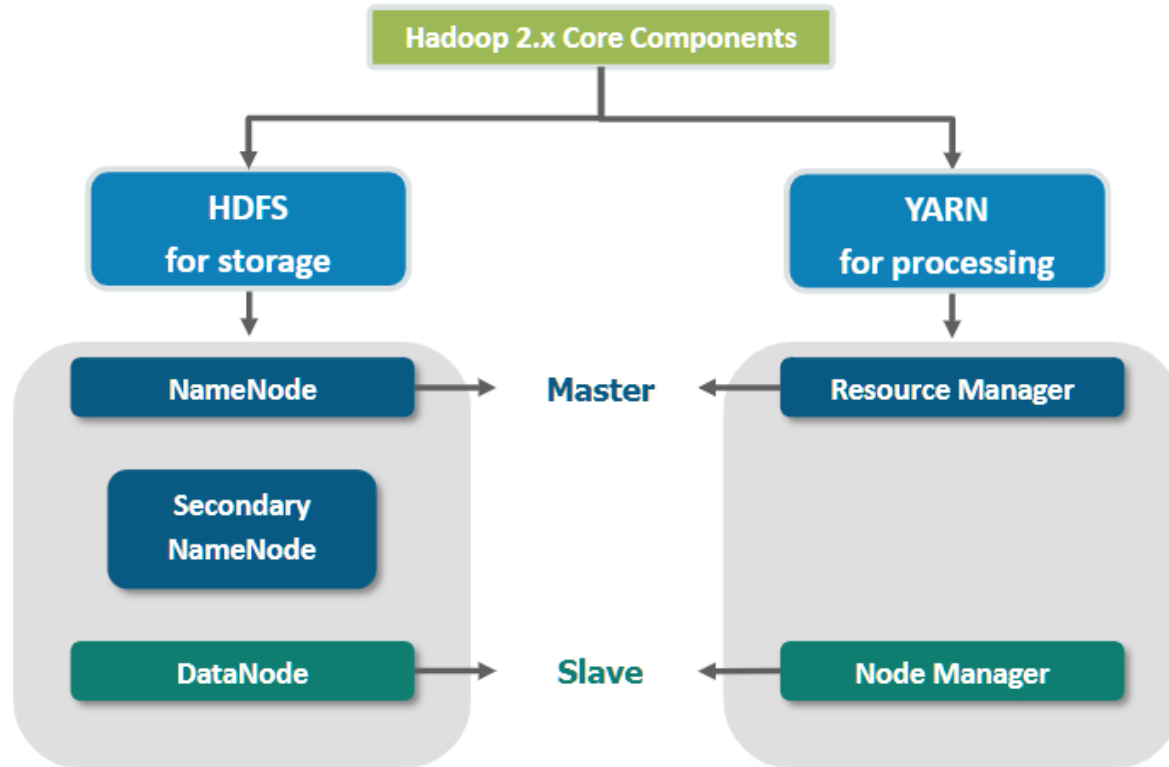 Hadoop 2.x Core Components
HDFS
for storage
YARN
for processing
NameNode
Master
Resource Manager
Secondary
NameNode
DataNode
Slave
Node Manager